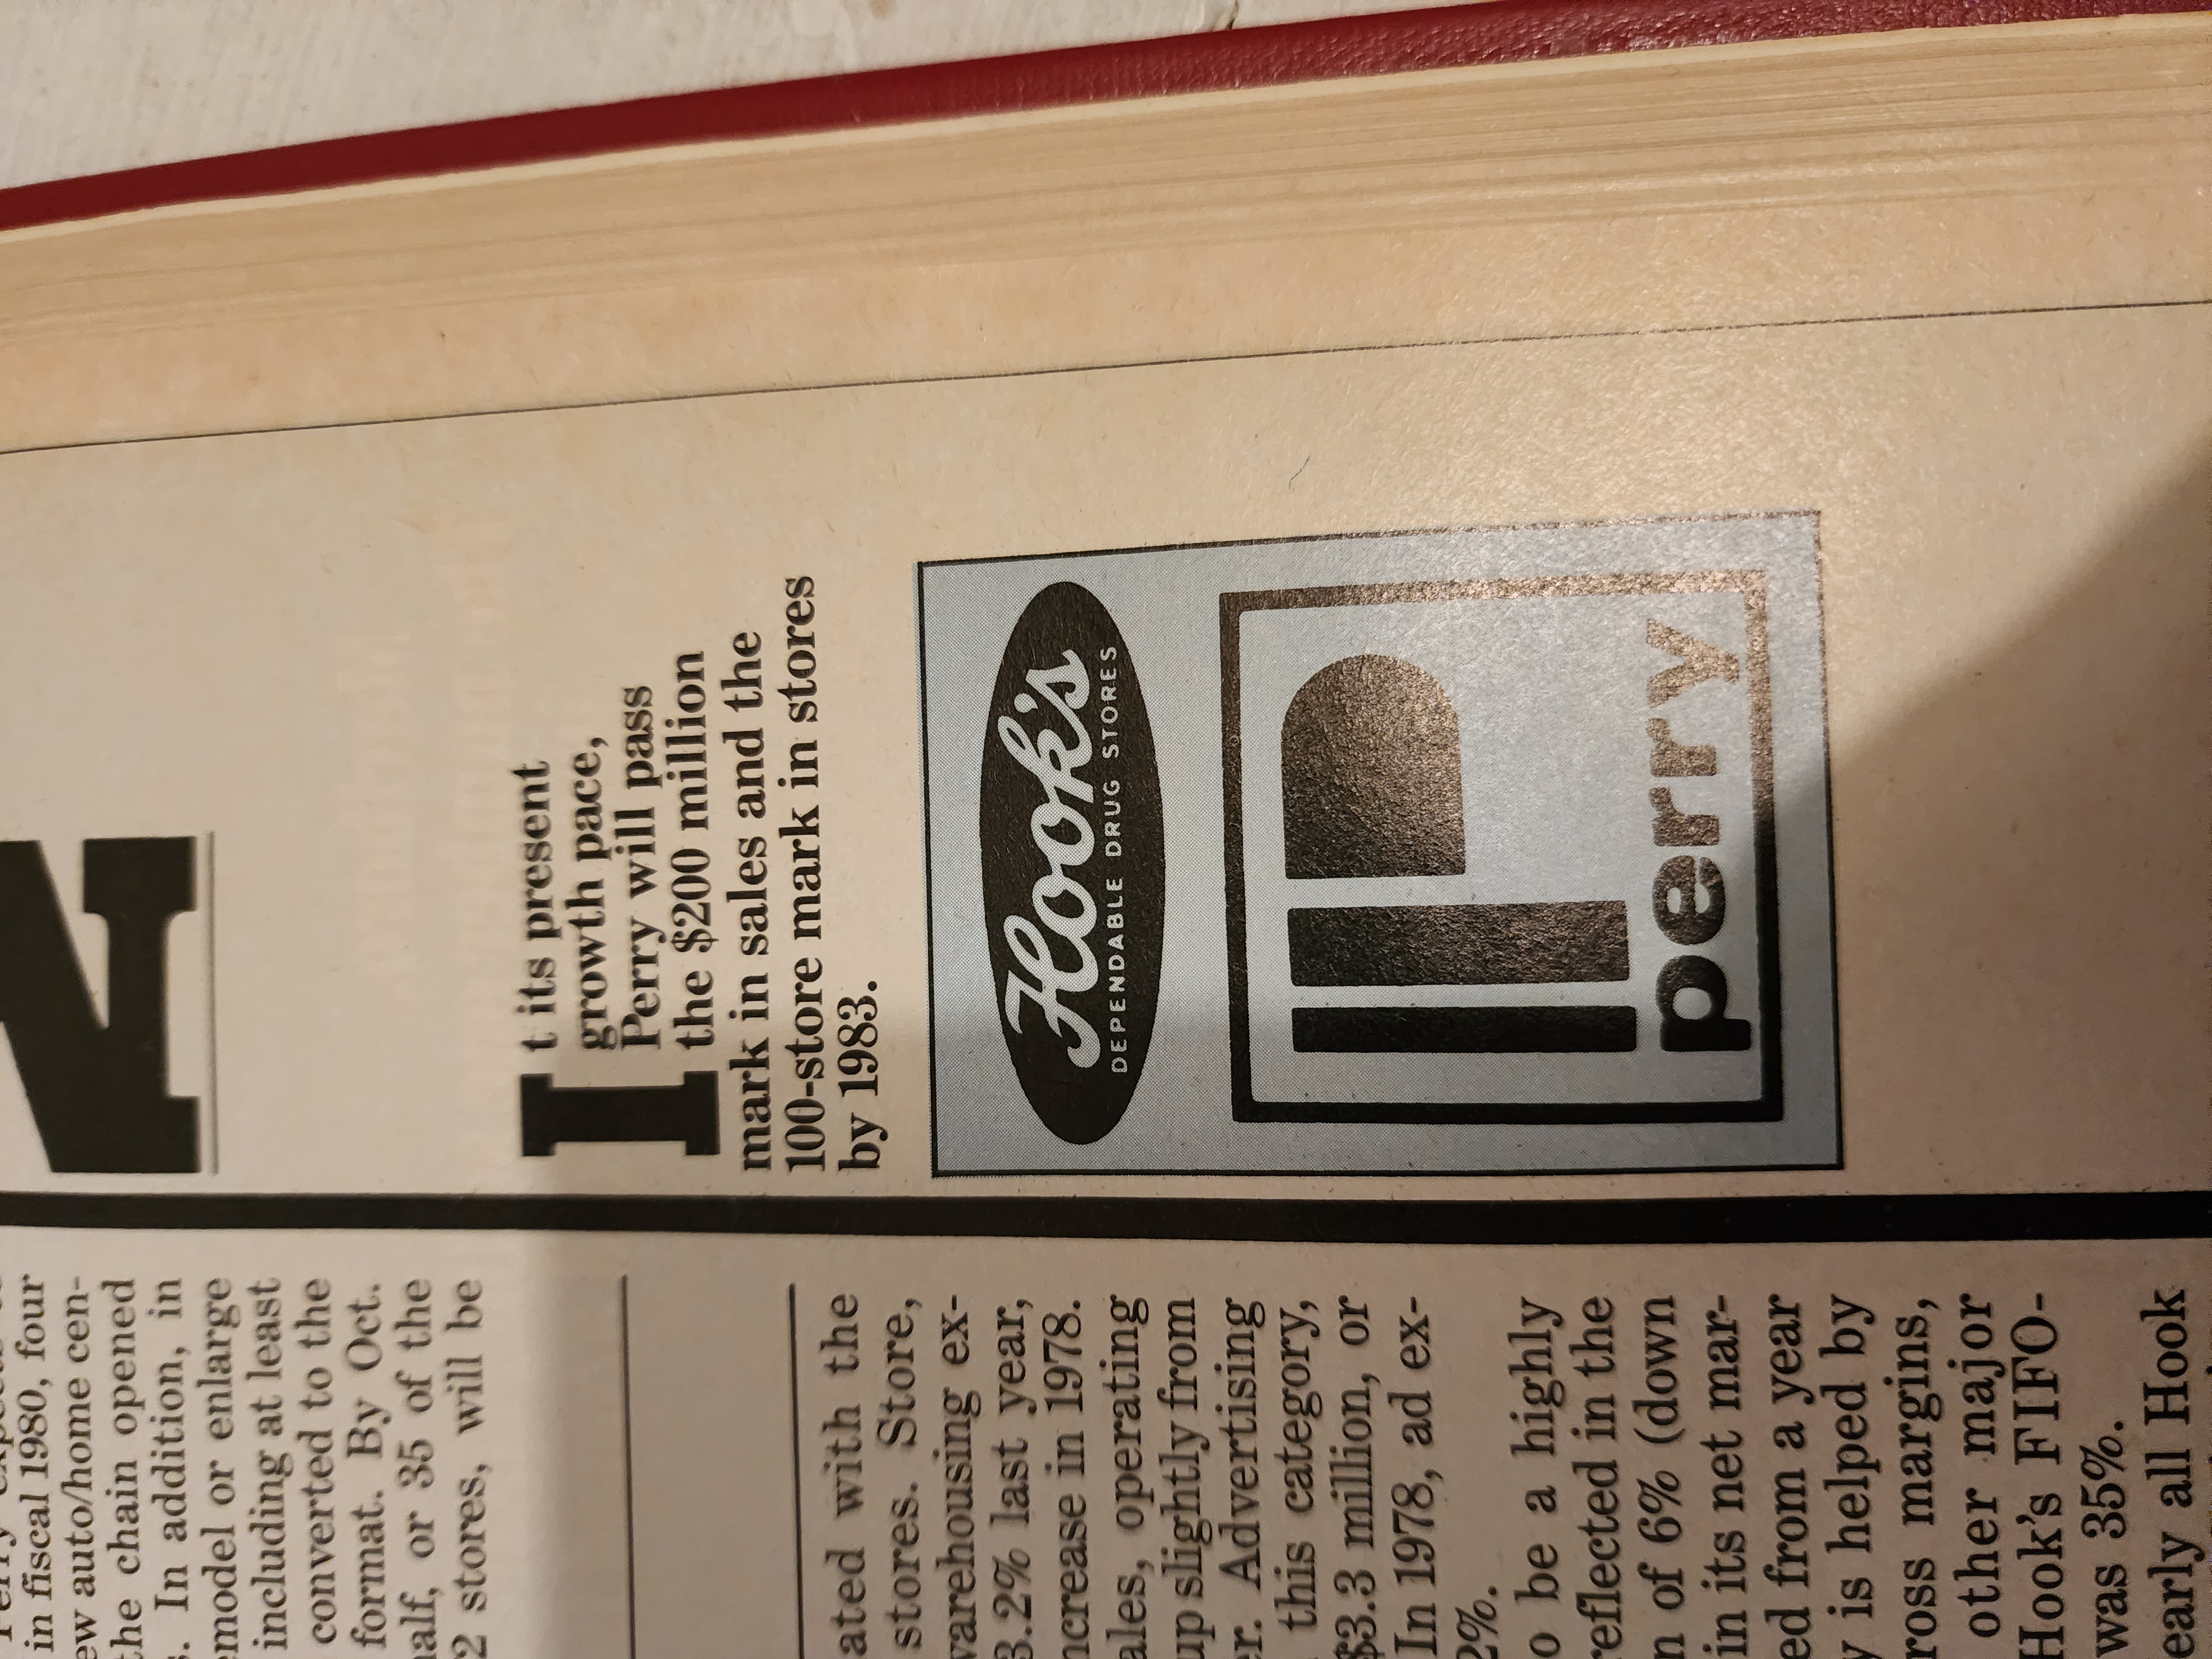 in fiscal 1980, four
ew auto/home cen-
the chain opened
. In addition, in
emodel or enlarge
including at least
converted to the
format. By Oct.
half, or 35 of the
2 stores, will be
ated with the
stores. Store,
warehousing ex-
3.2% last year,
ncrease in 1978.
ales, operating
up slightly from
er. Advertising
this category,
$3.3 million, or
In 1978, ad ex-
2%.
o be a highly
reflected in the
n of 6% (down
in its net mar-
ed from a year
y is helped by
ross margins,
other major
Hook's FIFO-
was 35%.
early all Hook
It its present
growth pace,
Perry will pass
the $200 million
mark in sales and the
100-store mark in stores
by 1983.
Hook's
DEPENDABLE DRUG STORES
perry